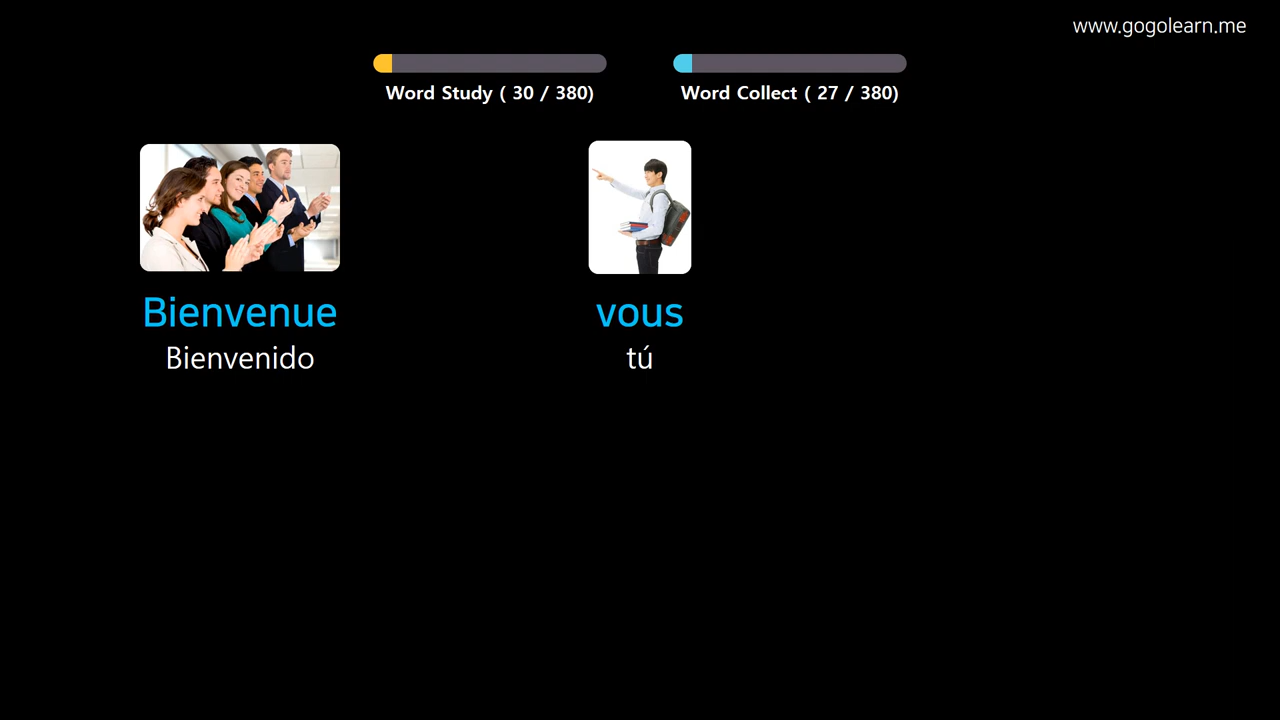 www.gogolearn.me
Word Study ( 30 / 380)
Word Collect ( 27 / 380)
Bienvenue
Bienvenido
vous
tú